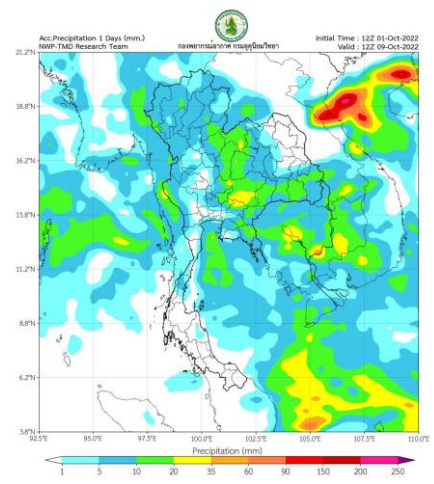 Acc.Precipitation 1 Days (mm.)
NWP-TMD Research Team
กองพยากรณ์อากาศ กรมอุตุนิยมวิทยา
Initial Time : 12Z 01-Oct-2022
Valid : 12Z 09-Oct-2022
21.2°N
18.8°N
16.2°N
13.8°N
11.2°N
8.8°N
6.2°N
3.8°N
92.5°E 95.0°E 97.5°E 100.0°E 102.5°E 105.0°E 107.5°E 110.0°E
Precipitation (mm)
1 5 10 20 35 60 90 150 200 250